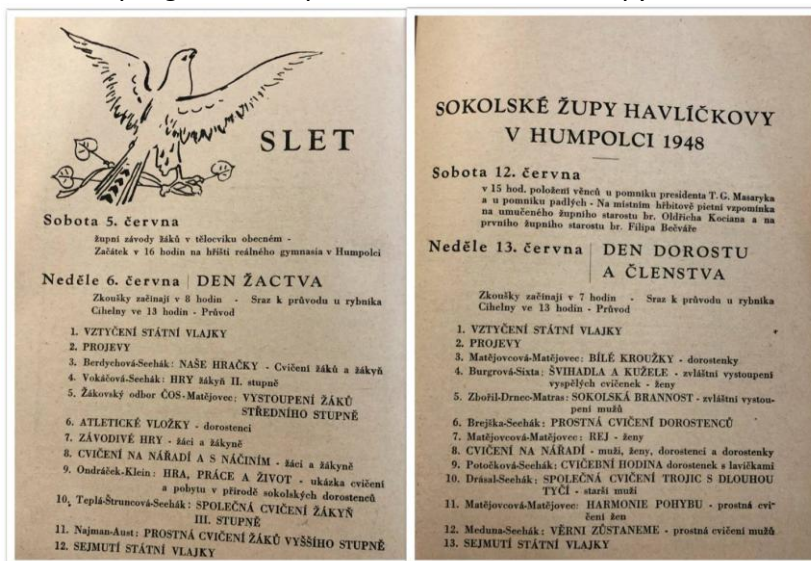 SLET
Sobota 5. června
župní závody žáků v tělocviku obecném -
Začátek v 16 hodin na hřišti reálného gymnasia v Humpolci
Neděle 6. června | DEN ŽACTVA
Zkoušky začínají v 8 hodin - Sraz k průvodu u rybníka
Cihelny ve 13 hodin - Průvod
1. VZTYČENÍ STÁTNÍ VLAJKY
2. PROJEVY
3. Berdychová-Seehák: NAŠE HRAČKY - Cvičení žáků a žákyň
4. Vokáčová-Seehák: HRY žákyň II. stupně
5. Žákovský odbor ČOS-Matějovec: VYSTOUPENÍ ŽÁKŮ
STŘEDNÍHO STUPNĚ
6. ATLETICKÉ VLOŽKY - dorostenci
7. ZÁVODIVÉ HRY - žáci a žákyně
8. CVIČENÍ NA NÁŘADÍ A S NÁČINÍM - žáci a žákyně
9. Ondráček-Klein: HRA, PRÁCE A ŽIVOT - ukázka cvičení
a pobytu v přírodě sokolských dorostenců
10. Teplá-Štruncová-Seehák: SPOLEČNÁ CVIČENÍ ŽÁKYŇ
III. STUPNĚ
11. Najman-Aust: PROSTNÁ CVIČENÍ ŽÁKŮ VYŠŠÍHO STUPNĚ
12. SEJMUTÍ STÁTNÍ VLAJKY
SOKOLSKÉ ŽUPY HAVLÍČKOVY
V HUMPOLCI 1948
Sobota 12. června
v 15 hod. položení věnců u pomníku presidenta T. G. Masaryka
a u pomníku padlých - Na místním hřbitově pietní vzpomínka
na umučeného župního starostu br. Oldřicha Kociana a na
prvního župního starostu br. Filipa Bečváře
Neděle 13. června | DEN DOROSTU
A ČLENSTVA
Zkoušky začínají v 7 hodin - Sraz k průvodu u rybníka
Cihelny ve 13 hodin - Průvod
1. VZTYČENÍ STÁTNÍ VLAJKY
2. PROJEVY
3. Matějovcová-Matějovec: BÍLÉ KROUŽKY - dorostenky
4. Burgrová-Sixta: ŠVIHADLA A KUŽELE - zvláštní vystoupení
vyspělých cvičenek - ženy
5. Zbořil-Drnec-Matras: SOKOLSKÁ BRANNOST - zvláštní vystou-
pení mužů
6. Brejška-Seehák: PROSTNÁ CVIČENÍ DOROSTENCŮ
7. Matějovcová-Matějovec: REJ - ženy
8. CVIČENÍ NA NÁŘADÍ - muži, ženy, dorostenci a dorostenky
9. Potočková-Seehák: CVIČEBNÍ HODINA dorostenek s lavičkami
10. Drásal-Seehák: SPOLEČNÁ CVIČENÍ TROJIC S DLOUHOU
TYČÍ - starší muži
11. Matějovcová-Matějovec: HARMONIE POHYBU - prostná cvi-
čení žen
12. Meduna-Seehák: VĚRNI ZŮSTANEME - prostná cvičení mužů
13. SEJMUTÍ STÁTNÍ VLAJKY